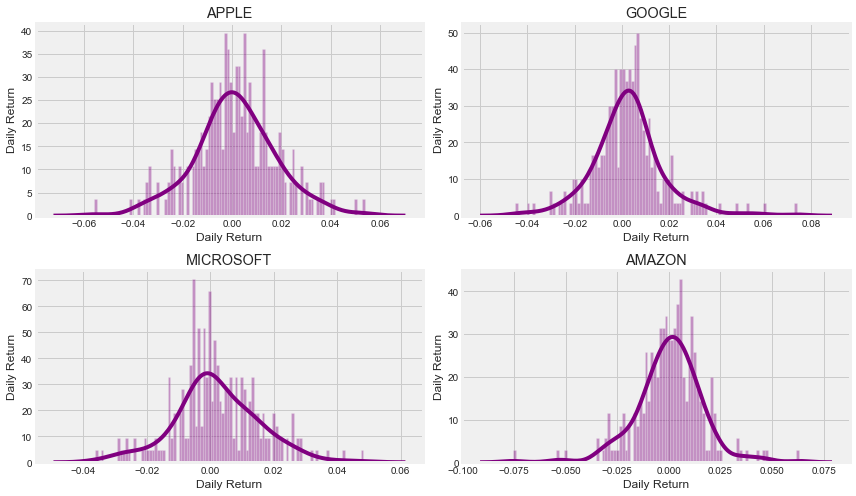 APPLE
40
35
30
25
20
15
10
5
0
Daily Return
−0.06 −0.04 −0.02 0.00 0.02 0.04 0.06
Daily Return
GOOGLE
50
40
30
20
10
0
Daily Return
−0.06 −0.04 −0.02 0.00 0.02 0.04 0.06 0.08
Daily Return
MICROSOFT
70
60
50
40
30
20
10
0
Daily Return
−0.04 −0.02 0.00 0.02 0.04 0.06
Daily Return
AMAZON
40
30
20
10
0
Daily Return
−0.100 −0.075 −0.050 −0.025 0.000 0.025 0.050 0.075
Daily Return